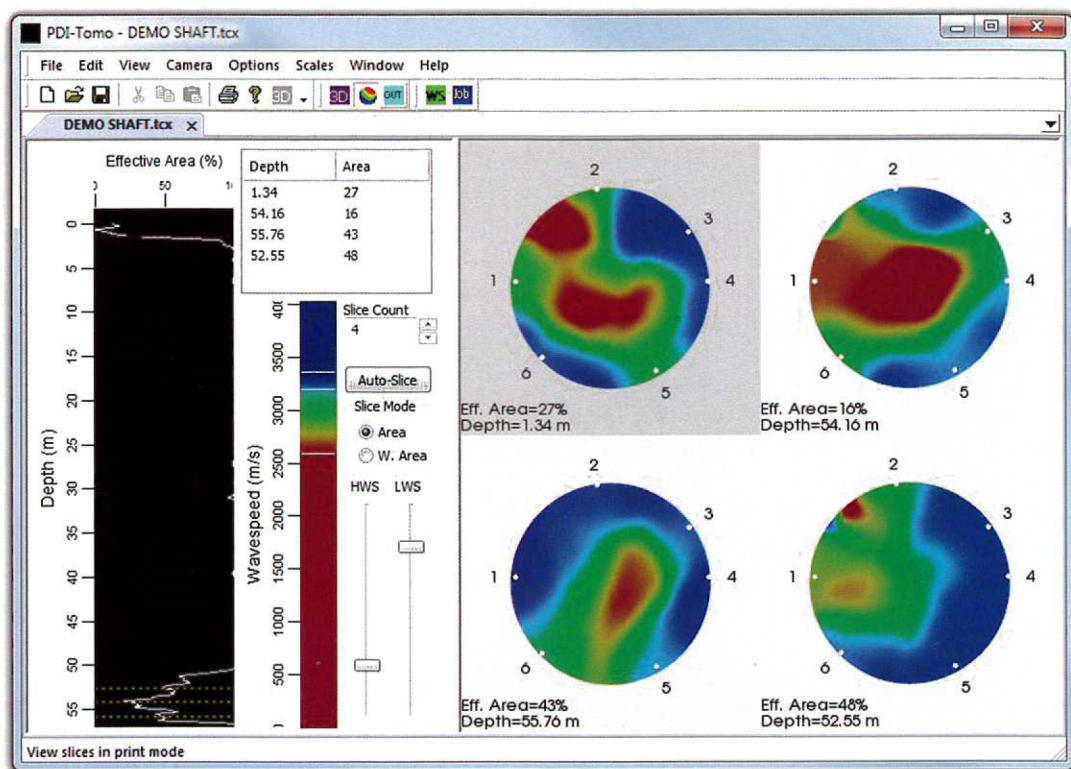 PDI-Tomo - DEMO SHAFT.tcx
File Edit View Camera Options Scales Window Help
3D 3D OUT WS Job
DEMO SHAFT.tcx x
Effective Area (%)
0 50
Depth Area
1.34 27
54.16 16
55.76 43
52.55 48
Depth (m)
0
5
10
15
20
25
30
35
40
45
50
55
Wavespeed (m/s)
3500
3000
2500
2000
1500
1000
500
Slice Count
4
Auto-Slice
Slice Mode
Area
W. Area
HWS LWS
2
3
1
4
6
5
Eff. Area=27%
Depth=1.34 m
2
3
1
4
6
5
Eff. Area=16%
Depth=54.16 m
2
3
1
4
6
5
Eff. Area=43%
Depth=55.76 m
2
3
1
4
6
5
Eff. Area=48%
Depth=52.55 m
View slices in print mode